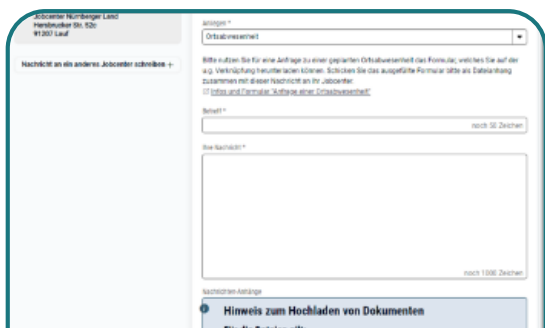 Jobcenter Nürnberger Land
Hersbrucker Str. 52c
91207 Lauf
Nachricht an ein anderes Jobcenter schreiben +
Anliegen *
Ortsabwesenheit
Bitte nutzen Sie für eine Anfrage zu einer geplanten Ortsabwesenheit das Formular, welches Sie auf der
u.g. Verknüpfung herunterladen können. Schicken Sie das ausgefüllte Formular bitte als Dateianhang
zusammen mit dieser Nachricht an Ihr Jobcenter.
Infos und Formular "Anfrage einer Ortsabwesenheit"
Betreff *
noch 50 Zeichen
Ihre Nachricht *
noch 1000 Zeichen
Nachrichten-Anhänge
Hinweis zum Hochladen von Dokumenten